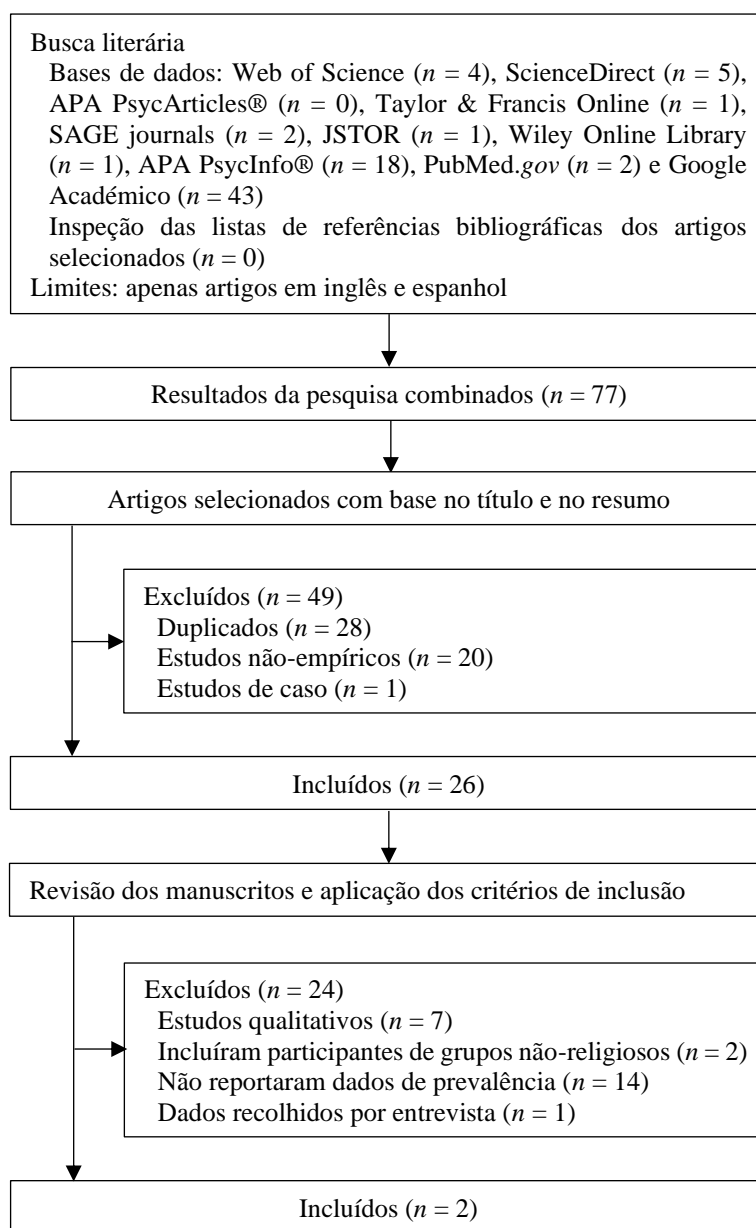 Busca literária
Bases de dados: Web of Science (n = 4), ScienceDirect (n = 5),
APA PsycArticles® (n = 0), Taylor & Francis Online (n = 1),
SAGE journals (n = 2), JSTOR (n = 1), Wiley Online Library
(n = 1), APA PsycInfo® (n = 18), PubMed.gov (n = 2) e Google
Académico (n = 43)
Inspeção das listas de referências bibliográficas dos artigos
selecionados (n = 0)
Limites: apenas artigos em inglês e espanhol
Resultados da pesquisa combinados (n = 77)
Artigos selecionados com base no título e no resumo
Excluídos (n = 49)
Duplicados (n = 28)
Estudos não-empíricos (n = 20)
Estudos de caso (n = 1)
Incluídos (n = 26)
Revisão dos manuscritos e aplicação dos critérios de inclusão
Excluídos (n = 24)
Estudos qualitativos (n = 7)
Incluíram participantes de grupos não-religiosos (n = 2)
Não reportaram dados de prevalência (n = 14)
Dados recolhidos por entrevista (n = 1)
Incluídos (n = 2)